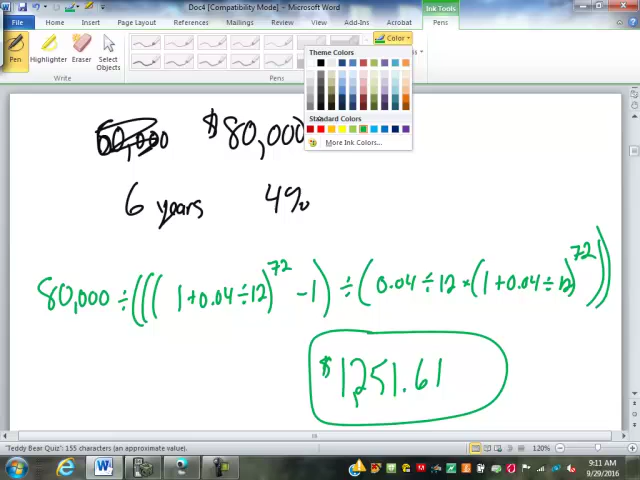 Doc4 [Compatibility Mode] - Microsoft Word
Ink Tools
File Home Insert Page Layout References Mailings Review View Add-Ins Acrobat Pens
Color
Pen Highlighter Eraser Select Objects
Write
Pens
Theme Colors
Standard Colors
More Ink Colors...
60,000 $80,000
6 years 4%
80,000 ÷ (((1+0.04÷12)^72 -1) ÷ (0.04÷12×(1+0.04÷12)^72))
$1,251.61
"Teddy Bear Quiz": 155 characters (an approximate value).
120%
9:11 AM
9/29/2016